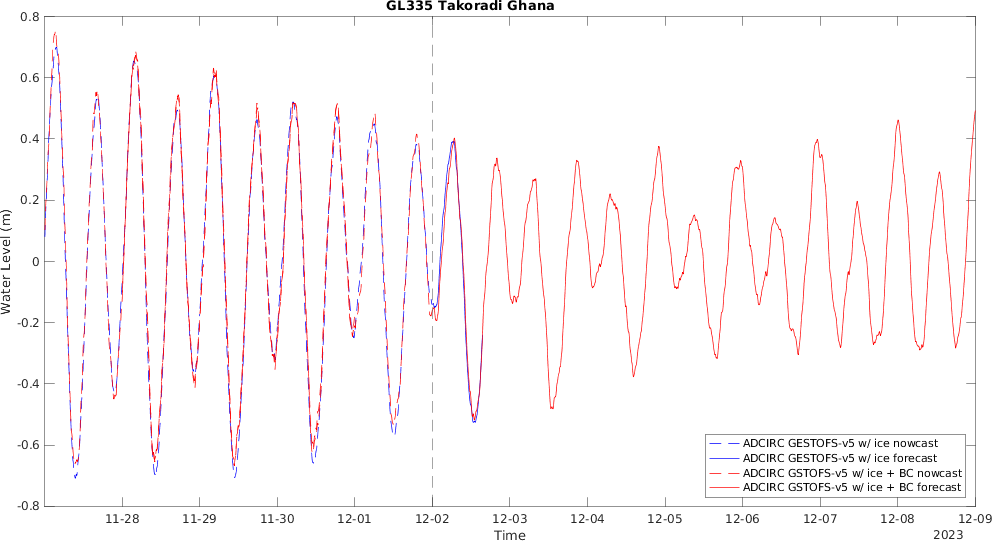 GL335 Takoradi Ghana
0.8
0.6
0.4
0.2
0
-0.2
-0.4
-0.6
-0.8
Water Level (m)
11-28 11-29 11-30 12-01 12-02 12-03 12-04 12-05 12-06 12-07 12-08 12-09
Time
2023
ADCIRC GESTOFS-v5 w/ ice nowcast
ADCIRC GESTOFS-v5 w/ ice forecast
ADCIRC GSTOFS-v5 w/ ice + BC nowcast
ADCIRC GSTOFS-v5 w/ ice + BC forecast